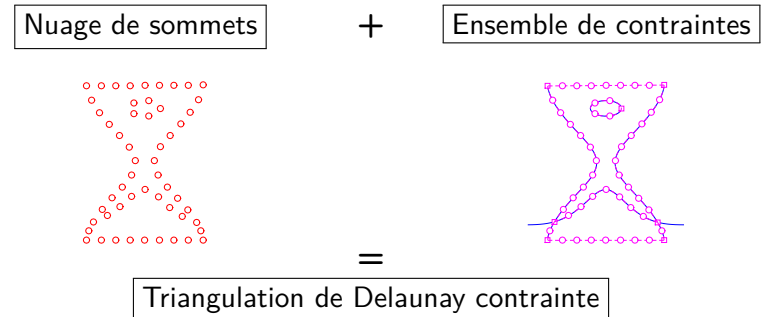 Nuage de sommets
+
Ensemble de contraintes
=
Triangulation de Delaunay contrainte